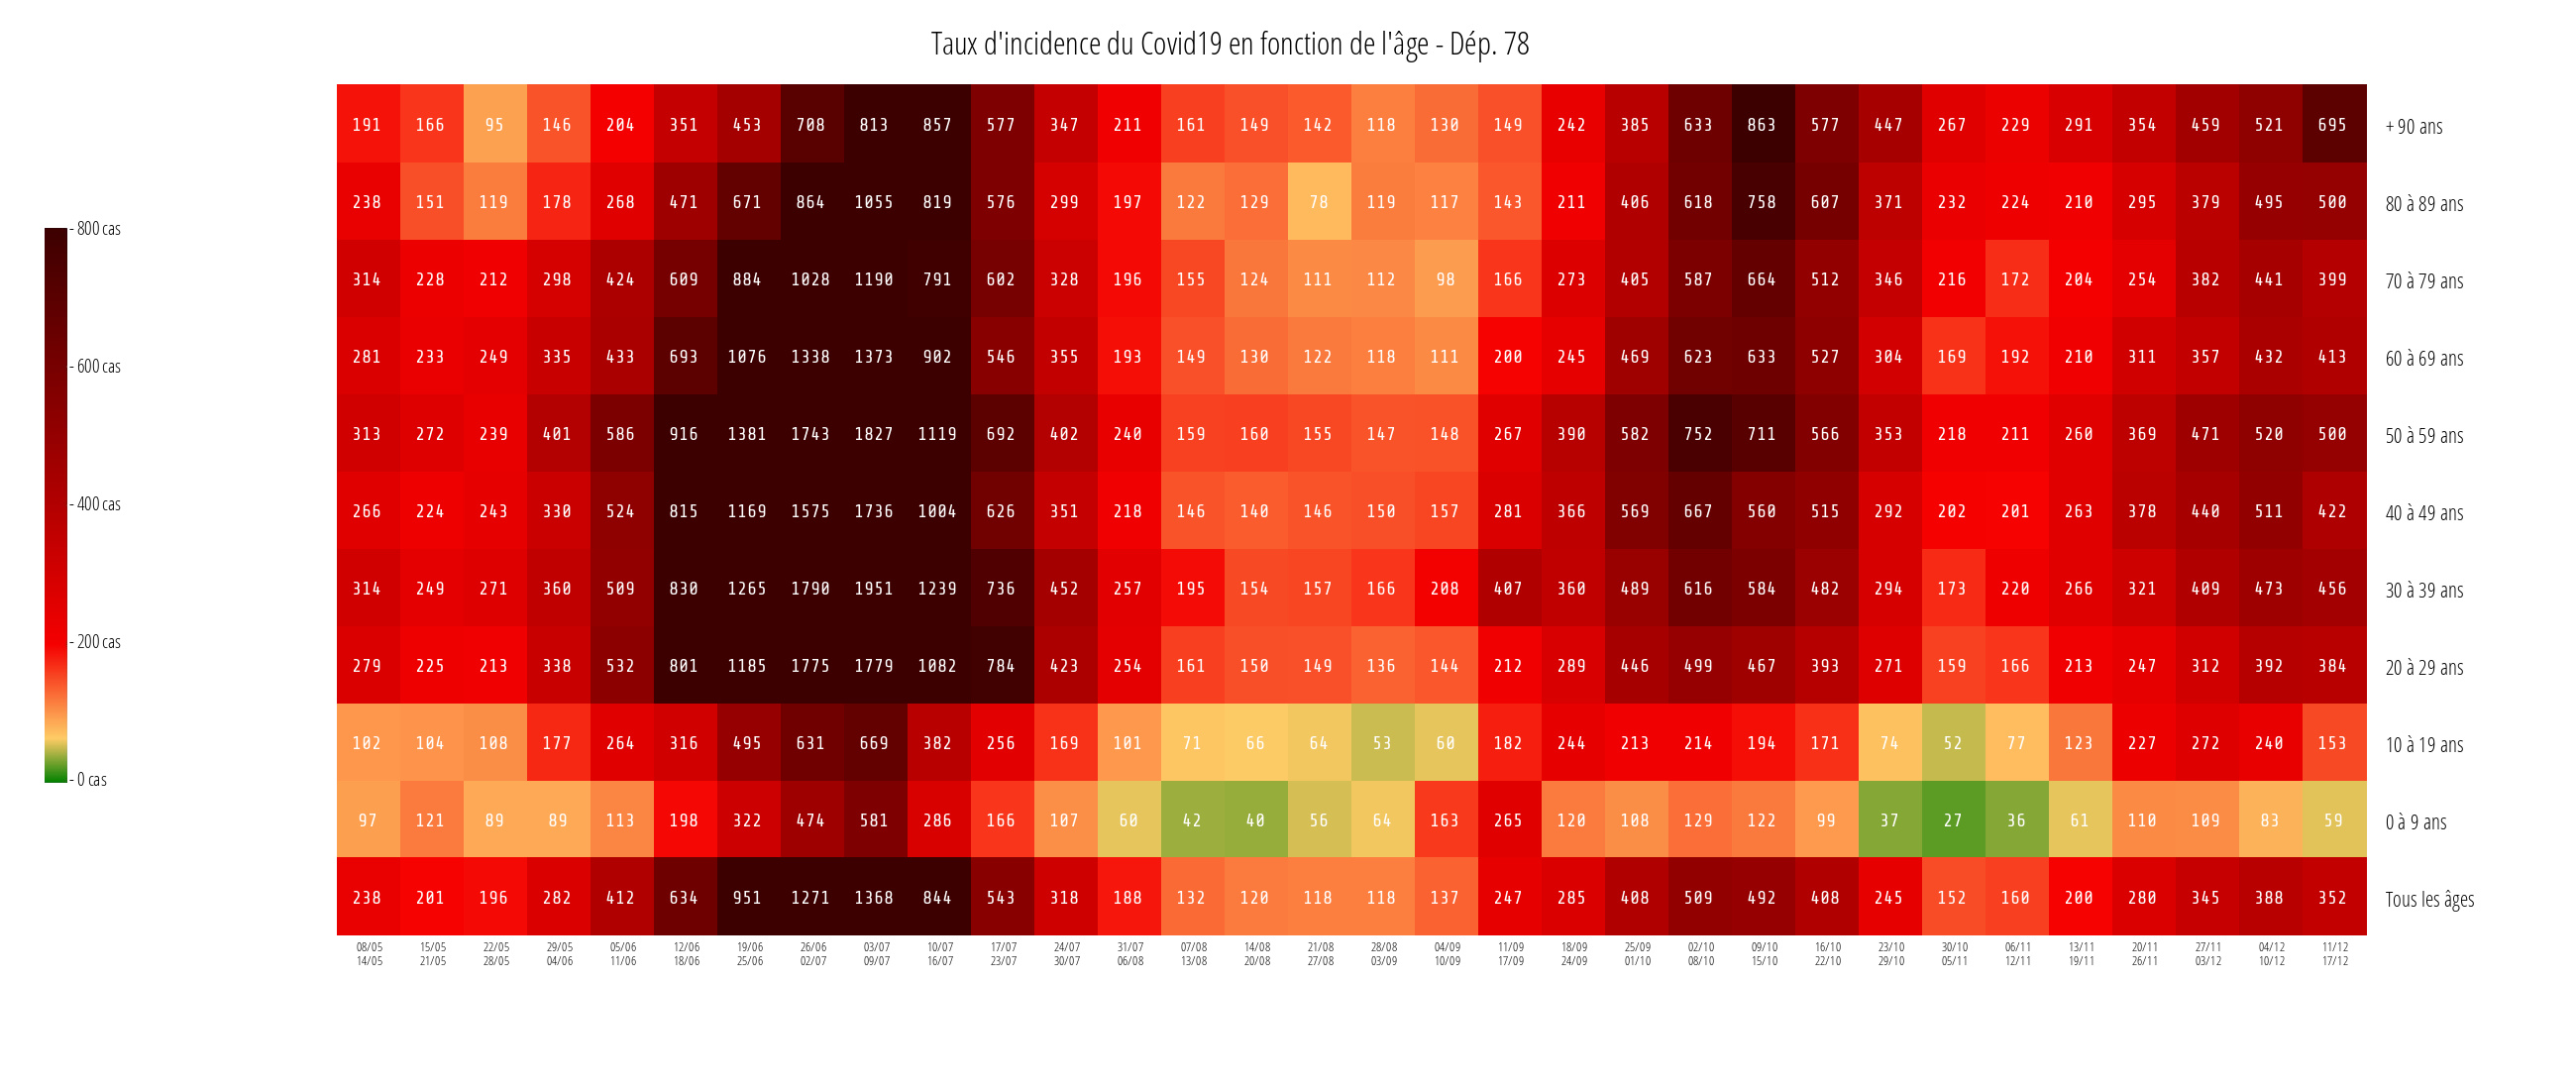 Taux d'incidence du Covid19 en fonction de l'âge - Dép. 78
- 800 cas
- 600 cas
- 400 cas
- 200 cas
- 0 cas
191 166 95 146 204 351 453 708 813 857 577 347 211 161 149 142 118 130 149 242 385 633 863 577 447 267 229 291 354 459 521 695 + 90 ans
238 151 119 178 268 471 671 864 1055 819 576 299 197 122 129 78 119 117 143 211 406 618 758 607 371 232 224 210 295 379 495 500 80 à 89 ans
314 228 212 298 424 609 884 1028 1190 791 602 328 196 155 124 111 112 98 166 273 405 587 664 512 346 216 172 204 254 382 441 399 70 à 79 ans
281 233 249 335 433 693 1076 1338 1373 902 546 355 193 149 130 122 118 111 200 245 469 623 633 527 304 169 192 210 311 357 432 413 60 à 69 ans
313 272 239 401 586 916 1381 1743 1827 1119 692 402 240 159 160 155 147 148 267 390 582 752 711 566 353 218 211 260 369 471 520 500 50 à 59 ans
266 224 243 330 524 815 1169 1575 1736 1004 626 351 218 146 140 146 150 157 281 366 569 667 560 515 292 202 201 263 378 440 511 422 40 à 49 ans
314 249 271 360 509 830 1265 1790 1951 1239 736 452 257 195 154 157 166 208 407 360 489 616 584 482 294 173 220 266 321 409 473 456 30 à 39 ans
279 225 213 338 532 801 1185 1775 1779 1082 784 423 254 161 150 149 136 144 212 289 446 499 467 393 271 159 166 213 247 312 392 384 20 à 29 ans
102 104 108 177 264 316 495 631 669 382 256 169 101 71 66 64 53 60 182 244 213 214 194 171 74 52 77 123 227 272 240 153 10 à 19 ans
97 121 89 89 113 198 322 474 581 286 166 107 60 42 40 56 64 163 265 120 108 129 122 99 37 27 36 61 110 109 83 59 0 à 9 ans
238 201 196 282 412 634 951 1271 1368 844 543 318 188 132 120 118 118 137 247 285 408 509 492 408 245 152 160 200 280 345 388 352 Tous les âges
08/05 15/05 22/05 29/05 05/06 12/06 19/06 26/06 03/07 10/07 17/07 24/07 31/07 07/08 14/08 21/08 28/08 04/09 11/09 18/09 25/09 02/10 09/10 16/10 23/10 30/10 06/11 13/11 20/11 27/11 04/12 11/12
14/05 21/05 28/05 04/06 11/06 18/06 25/06 02/07 09/07 16/07 23/07 30/07 06/08 13/08 20/08 27/08 03/09 10/09 17/09 24/09 01/10 08/10 15/10 22/10 29/10 05/11 12/11 19/11 26/11 03/12 10/12 17/12